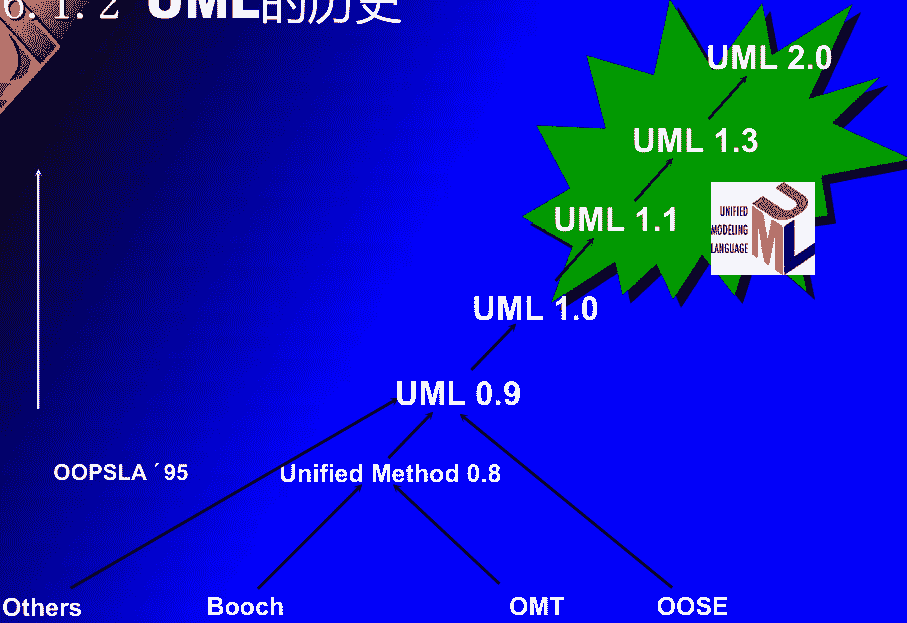 6.1.2 UML的历史
UML 2.0
UML 1.3
UML 1.1
UNIFIED
MODELING
LANGUAGE
UML
UML 1.0
UML 0.9
OOPSLA ´95
Unified Method 0.8
Others
Booch
OMT
OOSE